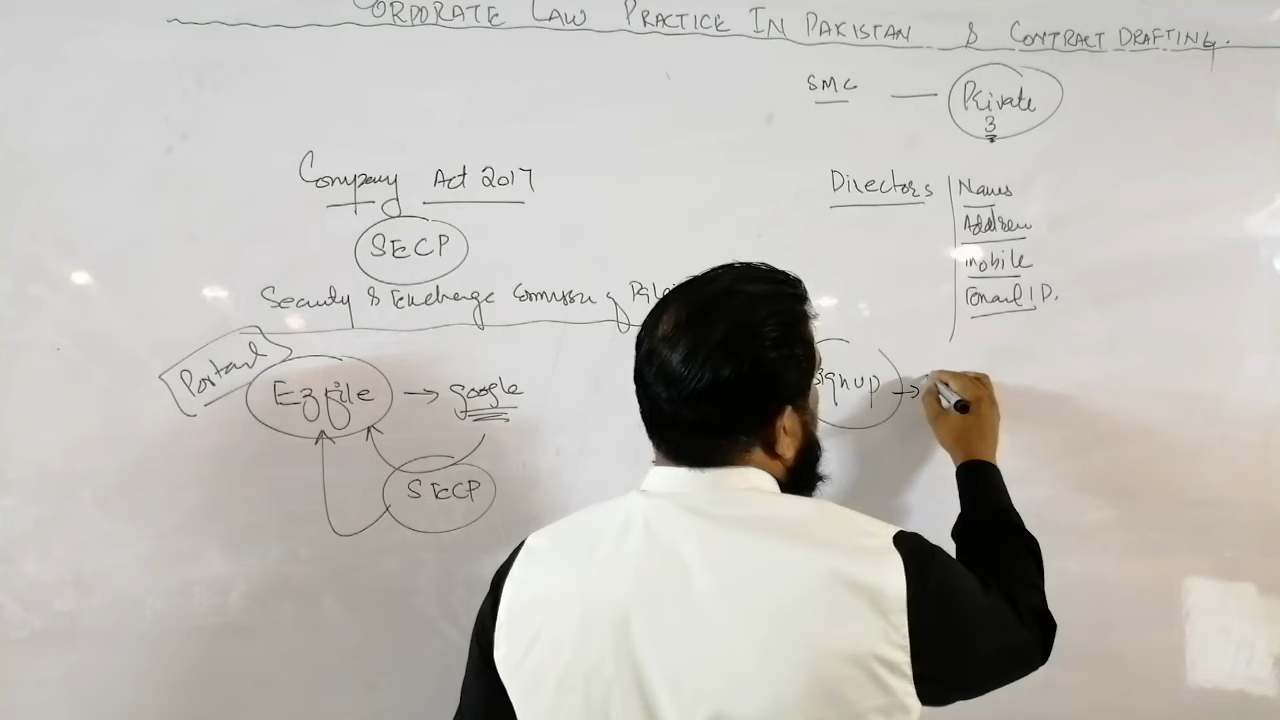 CORPORATE LAW PRACTICE IN PAKISTAN & CONTRACT DRAFTING.
SMC — Private
3
Company Act 2017
SECP
Security & Exchange Commission of
Directors
Names
Address
Mobile
Email I D.
Portal
Ezfile → google
SECP
Signup →